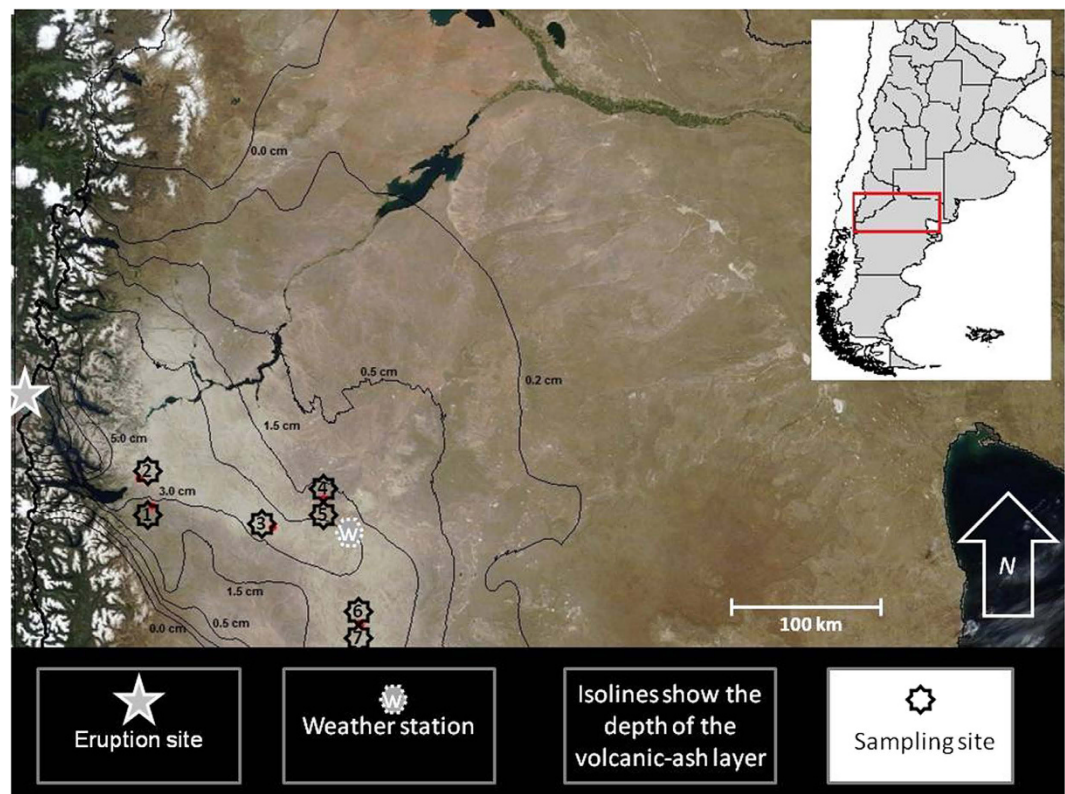 0.0 cm
0.5 cm
0.2 cm
1.5 cm
5.0 cm
2
3.0 cm
4
1
3
5
W
N
1.5 cm
6
0.5 cm
0.0 cm
7
100 km
W
Eruption site
Weather station
Isolines show the
depth of the
volcanic-ash layer
Sampling site